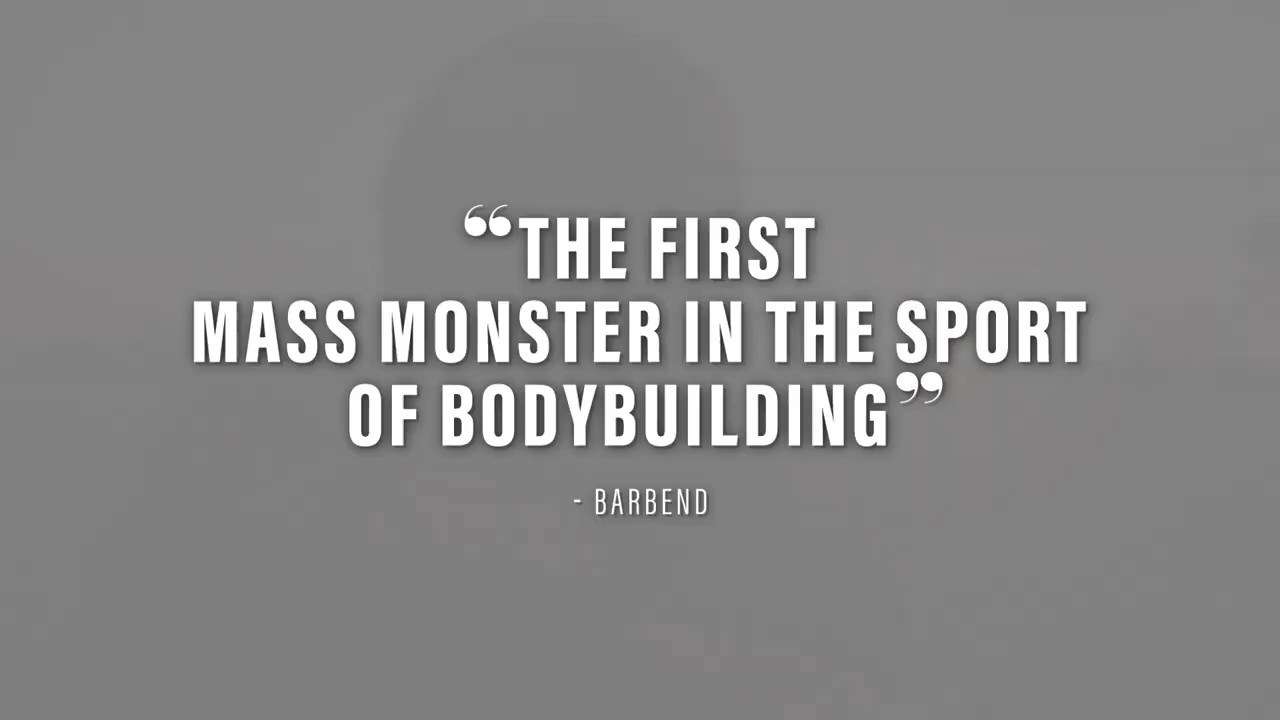 “THE FIRST
MASS MONSTER IN THE SPORT
OF BODYBUILDING”
- BARBEND